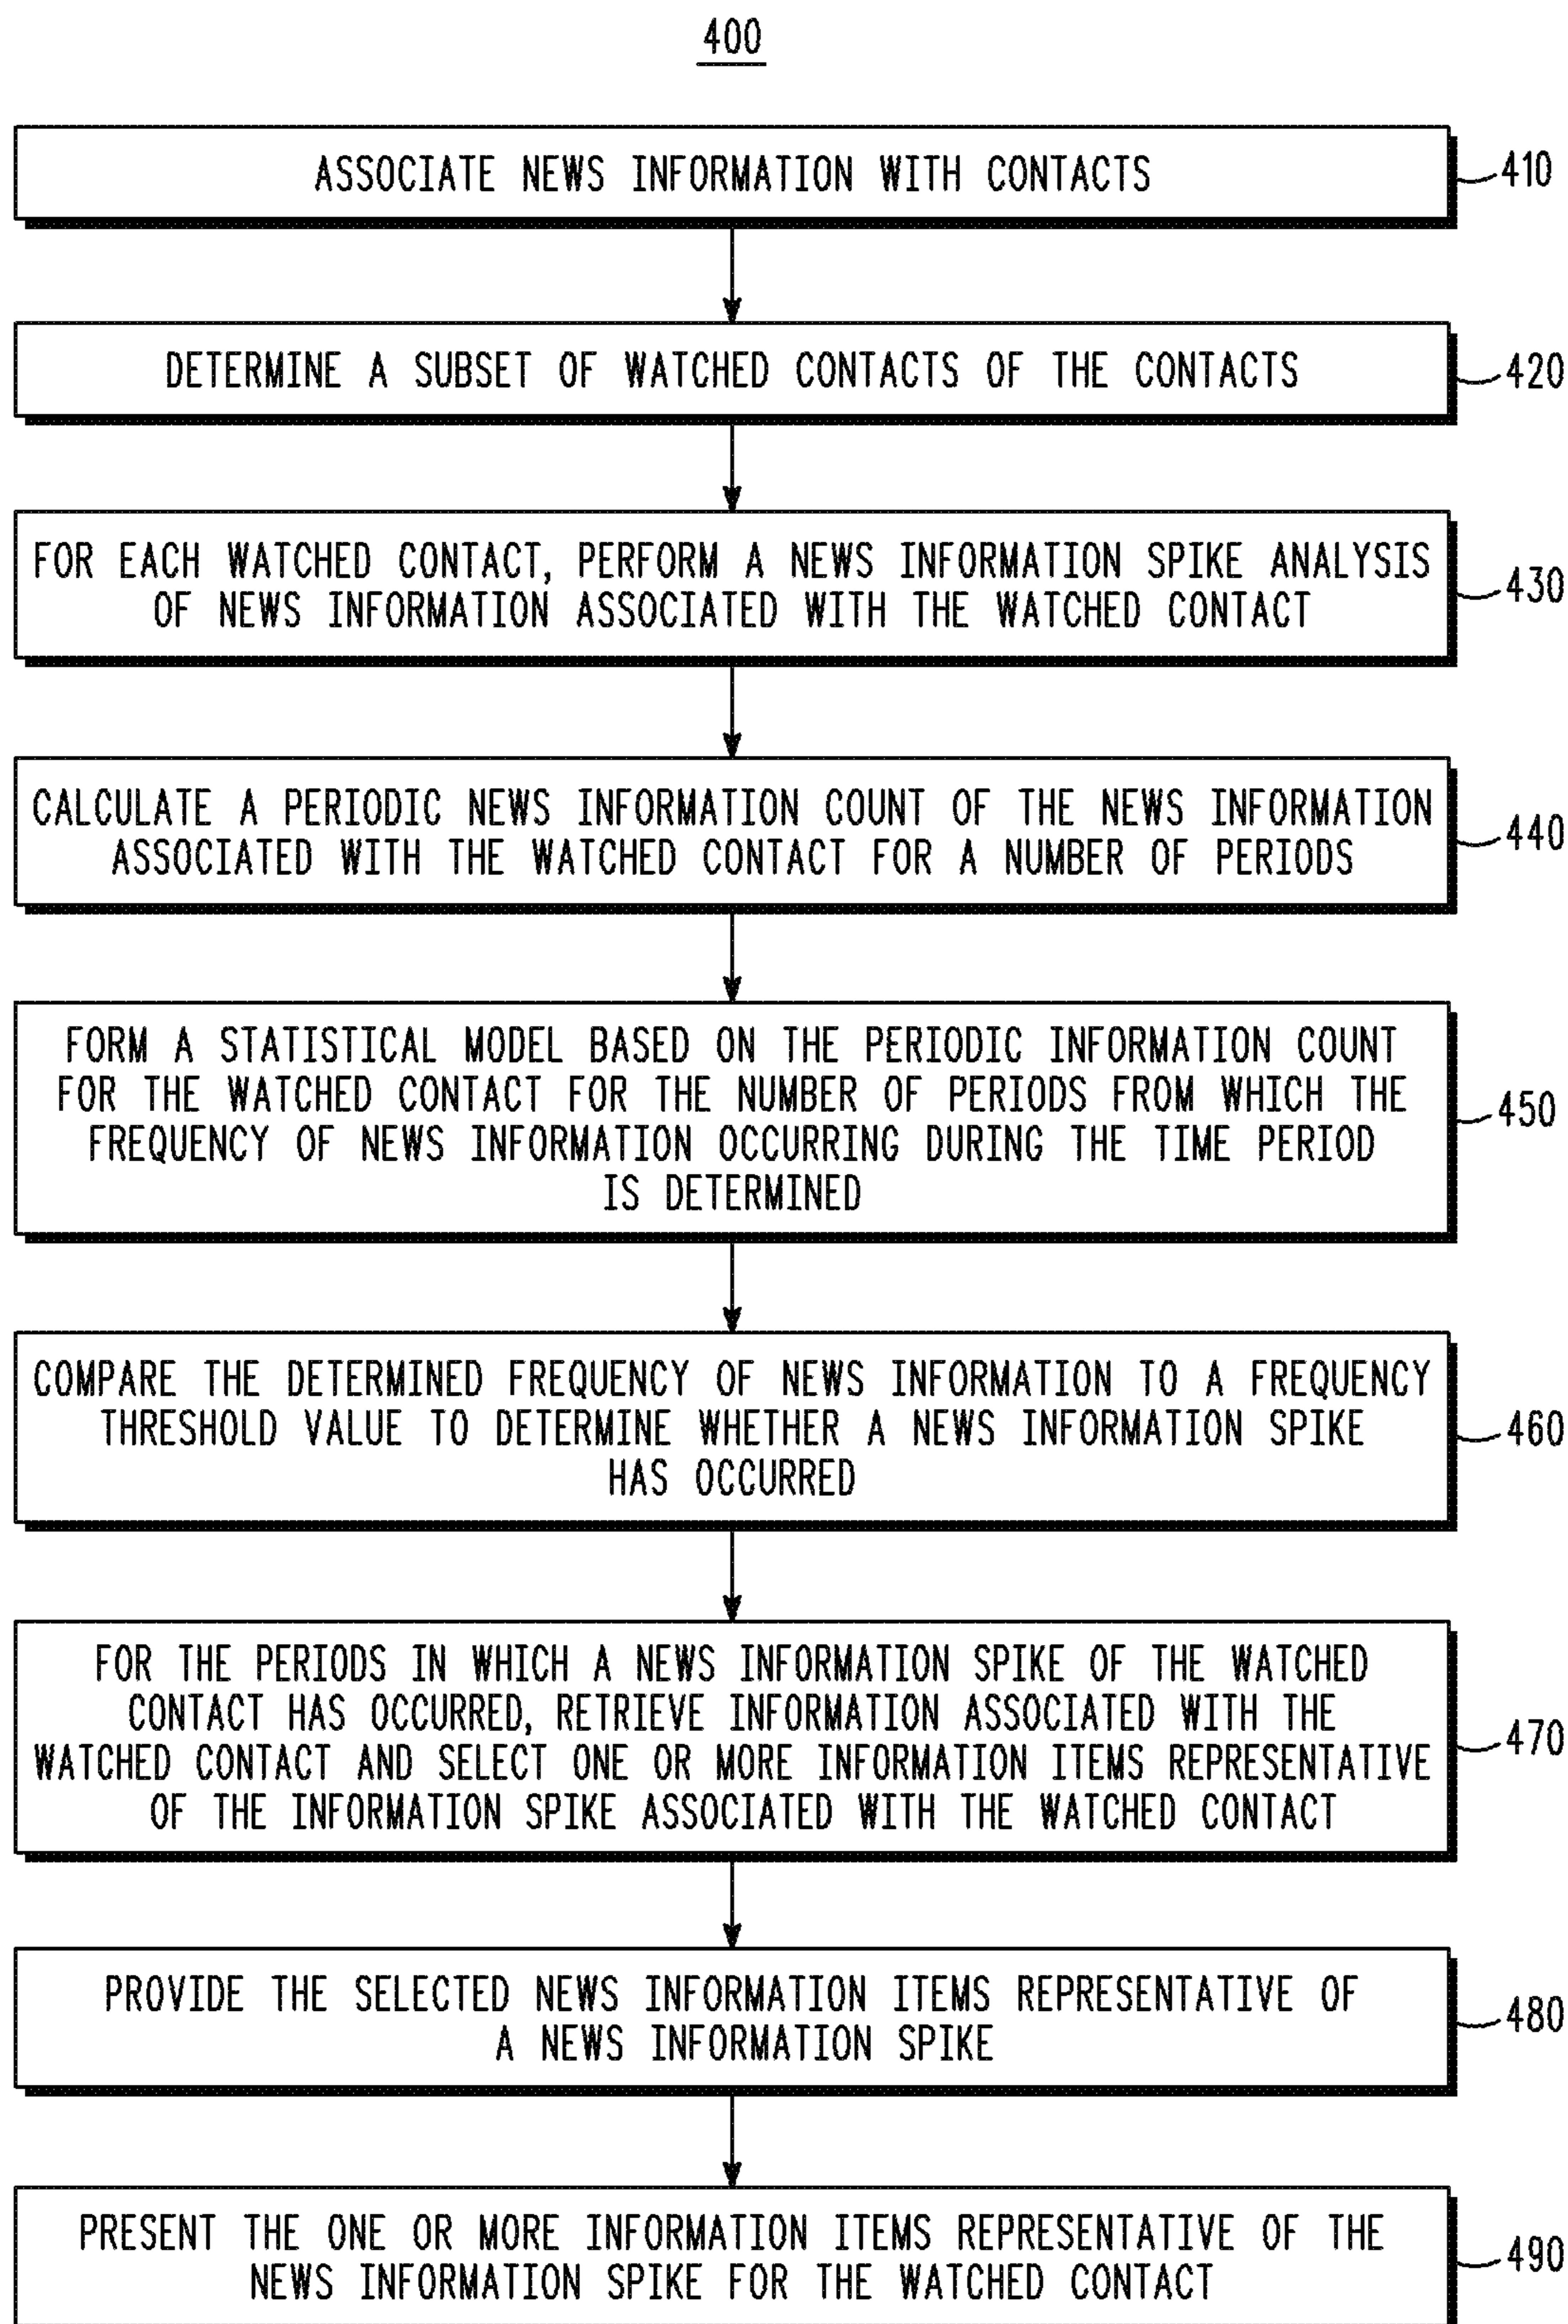 400
ASSOCIATE NEWS INFORMATION WITH CONTACTS
410
DETERMINE A SUBSET OF WATCHED CONTACTS OF THE CONTACTS
420
FOR EACH WATCHED CONTACT, PERFORM A NEWS INFORMATION SPIKE ANALYSIS
OF NEWS INFORMATION ASSOCIATED WITH THE WATCHED CONTACT
430
CALCULATE A PERIODIC NEWS INFORMATION COUNT OF THE NEWS INFORMATION
ASSOCIATED WITH THE WATCHED CONTACT FOR A NUMBER OF PERIODS
440
FORM A STATISTICAL MODEL BASED ON THE PERIODIC INFORMATION COUNT
FOR THE WATCHED CONTACT FOR THE NUMBER OF PERIODS FROM WHICH THE
FREQUENCY OF NEWS INFORMATION OCCURRING DURING THE TIME PERIOD
IS DETERMINED
450
COMPARE THE DETERMINED FREQUENCY OF NEWS INFORMATION TO A FREQUENCY
THRESHOLD VALUE TO DETERMINE WHETHER A NEWS INFORMATION SPIKE
HAS OCCURRED
460
FOR THE PERIODS IN WHICH A NEWS INFORMATION SPIKE OF THE WATCHED
CONTACT HAS OCCURRED, RETRIEVE INFORMATION ASSOCIATED WITH THE
WATCHED CONTACT AND SELECT ONE OR MORE INFORMATION ITEMS REPRESENTATIVE
OF THE INFORMATION SPIKE ASSOCIATED WITH THE WATCHED CONTACT
470
PROVIDE THE SELECTED NEWS INFORMATION ITEMS REPRESENTATIVE OF
A NEWS INFORMATION SPIKE
480
PRESENT THE ONE OR MORE INFORMATION ITEMS REPRESENTATIVE OF THE
NEWS INFORMATION SPIKE FOR THE WATCHED CONTACT
490